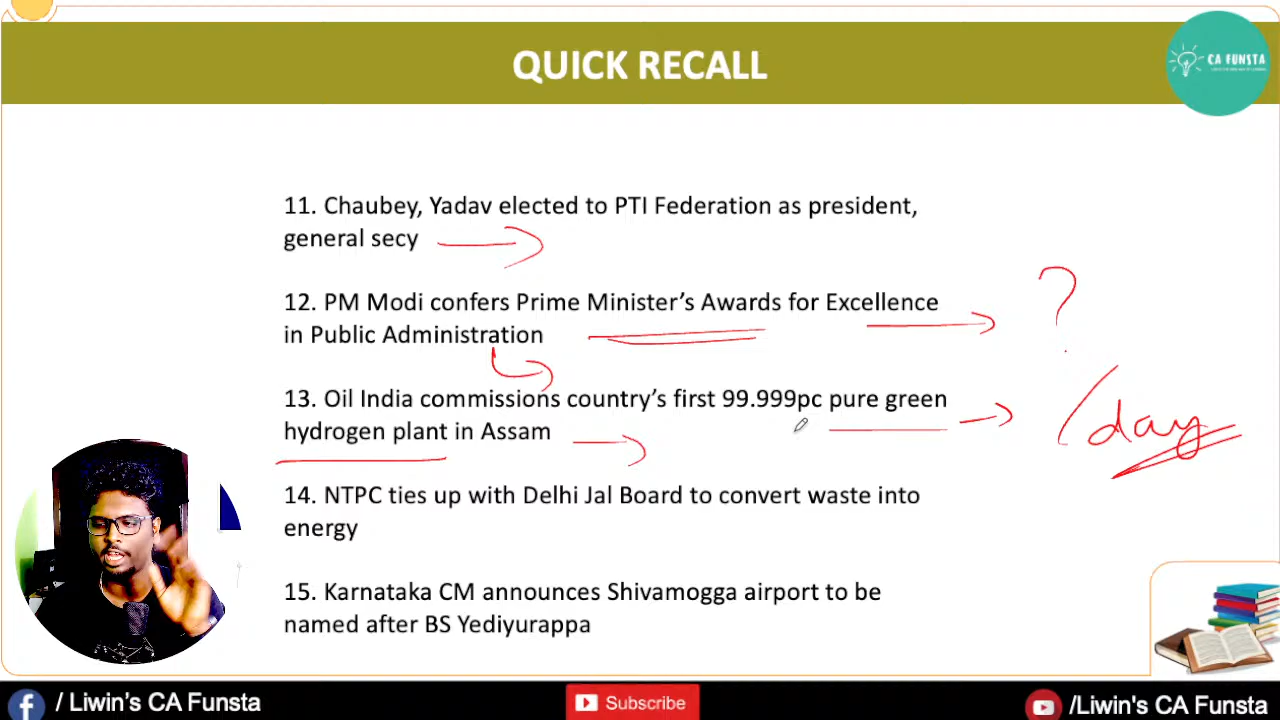 QUICK RECALL
CA FUNSTA
11. Chaubey, Yadav elected to PTI Federation as president,
general secy
12. PM Modi confers Prime Minister's Awards for Excellence
in Public Administration
?
13. Oil India commissions country's first 99.999pc pure green
hydrogen plant in Assam
/day
14. NTPC ties up with Delhi Jal Board to convert waste into
energy
15. Karnataka CM announces Shivamogga airport to be
named after BS Yediyurappa
/ Liwin's CA Funsta
Subscribe
/Liwin's CA Funsta